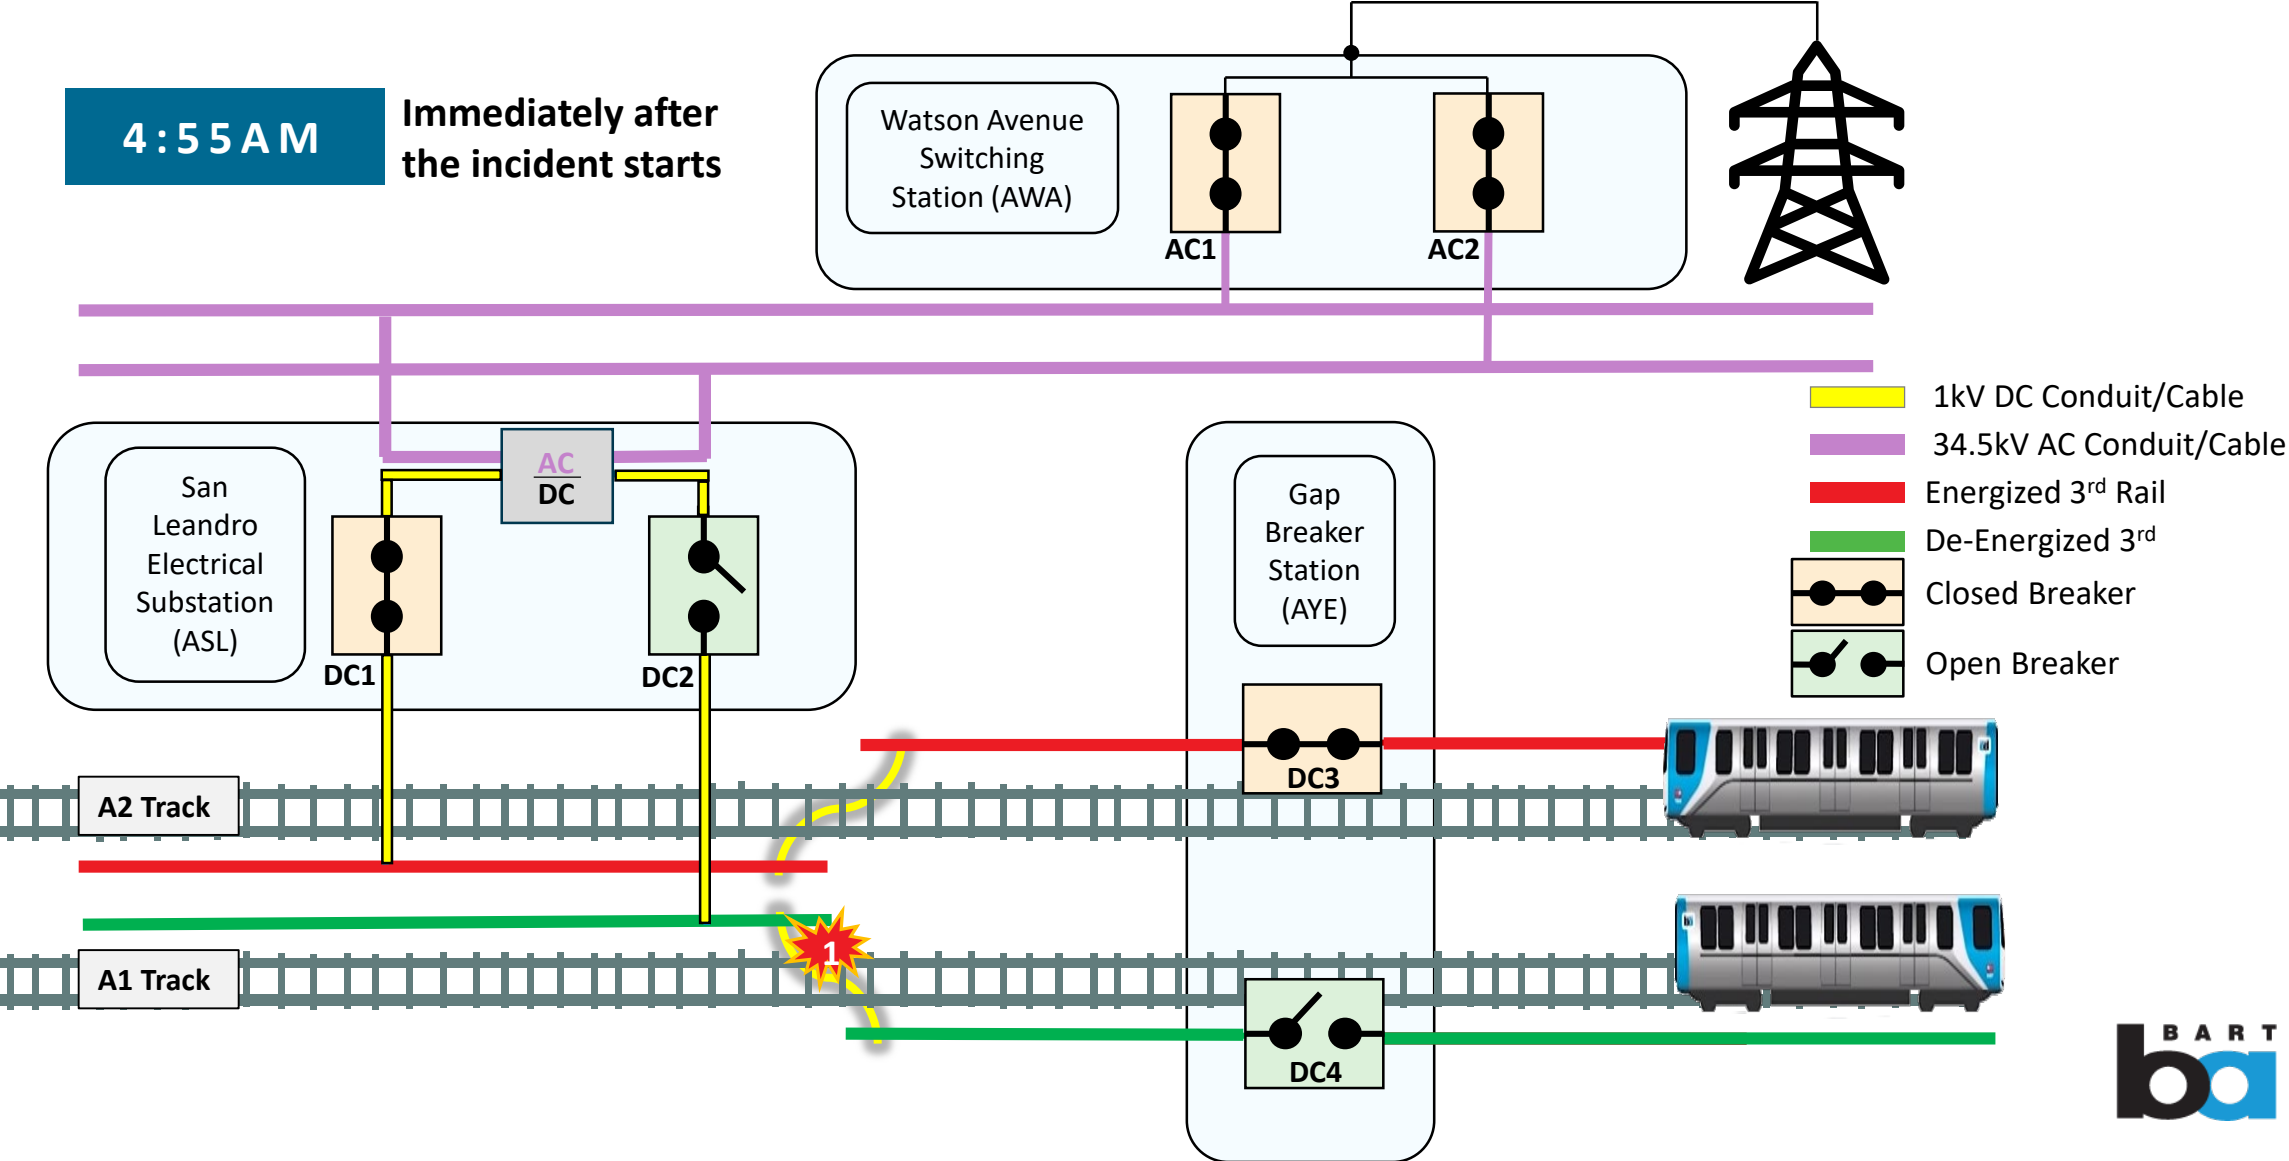 4:55AM
Immediately after
the incident starts
Watson Avenue
Switching
Station (AWA)
AC1
AC2
1kV DC Conduit/Cable
34.5kV AC Conduit/Cable
Energized 3rd Rail
De-Energized 3rd
Closed Breaker
Open Breaker
San
Leandro
Electrical
Substation
(ASL)
AC
DC
DC1
DC2
Gap
Breaker
Station
(AYE)
DC3
A2 Track
1
A1 Track
DC4
BART
ba